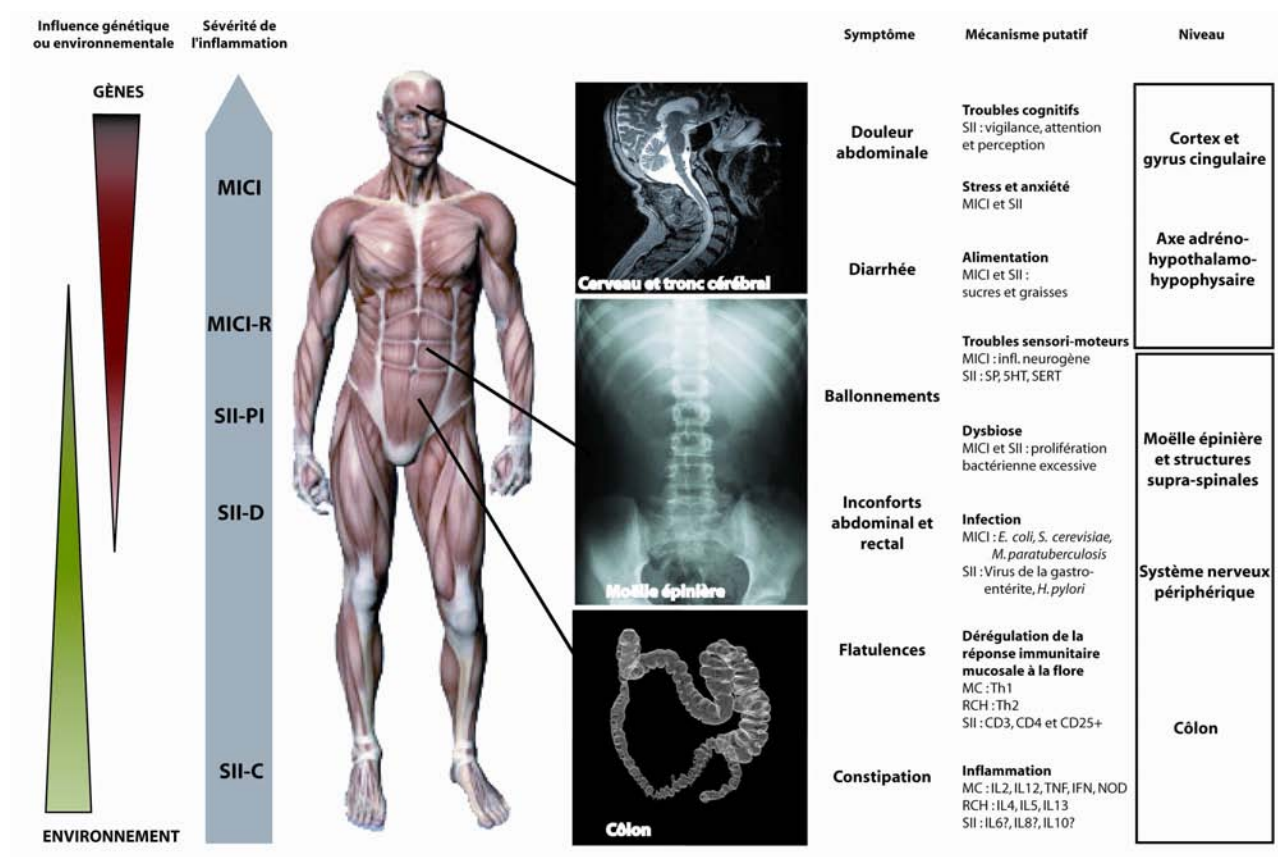 Influence génétique
ou environnementale
Sévérité de
l'inflammation
Symptôme
Mécanisme putatif
Niveau
GÈNES
MICI
MICI-R
SII-PI
SII-D
SII-C
ENVIRONNEMENT
Cerveau et tronc cérébral
Moëlle épinière
Côlon
Douleur
abdominale
Diarrhée
Ballonnements
Inconforts
abdominal et
rectal
Flatulences
Constipation
Troubles cognitifs
SII : vigilance, attention
et perception
Stress et anxiété
MICI et SII
Alimentation
MICI et SII :
sucres et graisses
Troubles sensori-moteurs
MICI : infl. neurogène
SII : SP, 5HT, SERT
Dysbiose
MICI et SII : prolifération
bactérienne excessive
Infection
MICI : E. coli, S. cerevisiae,
M. paratuberculosis
SII : Virus de la gastro-
entérite, H. pylori
Dérégulation de la
réponse immunitaire
mucosale à la flore
MC : Th1
RCH : Th2
SII : CD3, CD4 et CD25+
Inflammation
MC : IL2, IL12, TNF, IFN, NOD
RCH : IL4, IL5, IL13
SII : IL6?, IL8?, IL10?
Cortex et
gyrus cingulaire
Axe adréno-
hypothalamo-
hypophysaire
Moëlle épinière
et structures
supra-spinales
Système nerveux
périphérique
Côlon